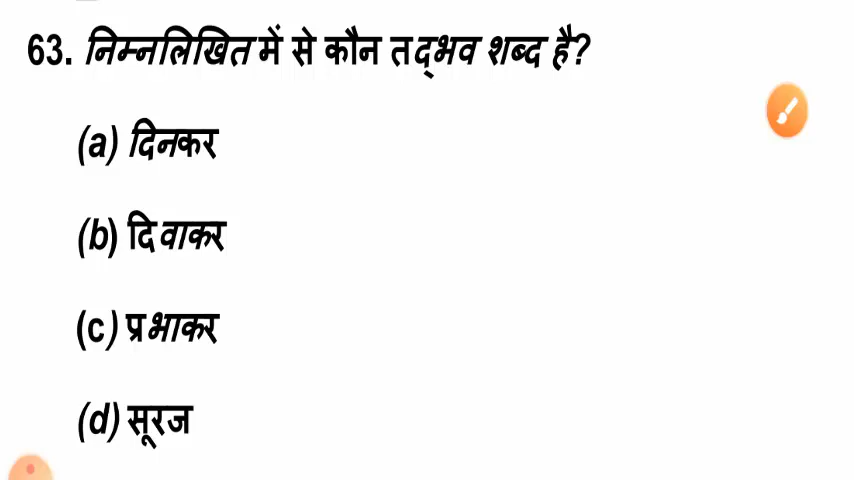 63. निम्नलिखित में से कौन तद्भव शब्द है?
(a) दिनकर
(b) दिवाकर
(c) प्रभाकर
(d) सूरज